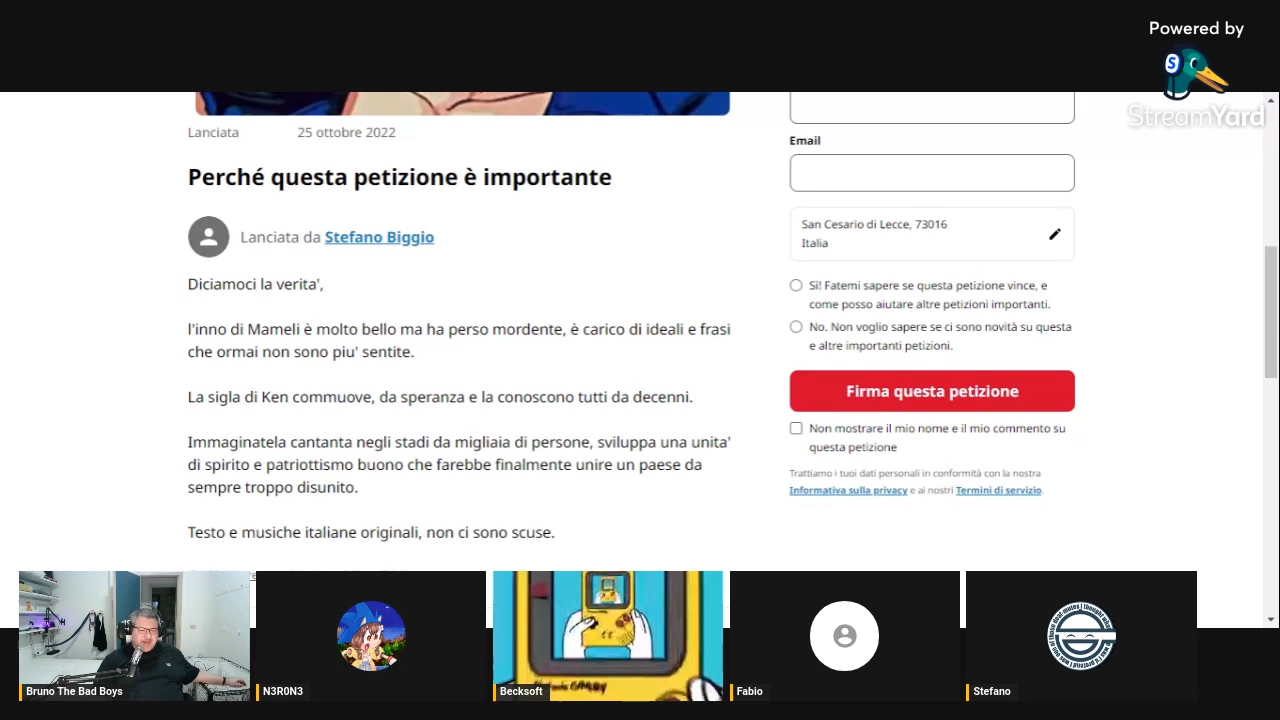 Powered by
StreamYard
Lanciata 25 ottobre 2022
Perché questa petizione è importante
Lanciata da Stefano Biggio
Diciamoci la verita',
l'inno di Mameli è molto bello ma ha perso mordente, è carico di ideali e frasi
che ormai non sono piu' sentite.
La sigla di Ken commuove, da speranza e la conoscono tutti da decenni.
Immaginatela cantanta negli stadi da migliaia di persone, sviluppa una unita'
di spirito e patriottismo buono che farebbe finalmente unire un paese da
sempre troppo disunito.
Testo e musiche italiane originali, non ci sono scuse.
Email
San Cesario di Lecce, 73016
Italia
Sì! Fatemi sapere se questa petizione vince, e
come posso aiutare altre petizioni importanti.
No. Non voglio sapere se ci sono novità su questa
e altre importanti petizioni.
Firma questa petizione
Non mostrare il mio nome e il mio commento su
questa petizione
Trattiamo i tuoi dati personali in conformità con la nostra
Informativa sulla privacy e ai nostri Termini di servizio.
Bruno The Bad Boys
N3R0N3
Becksoft
Fabio
Stefano